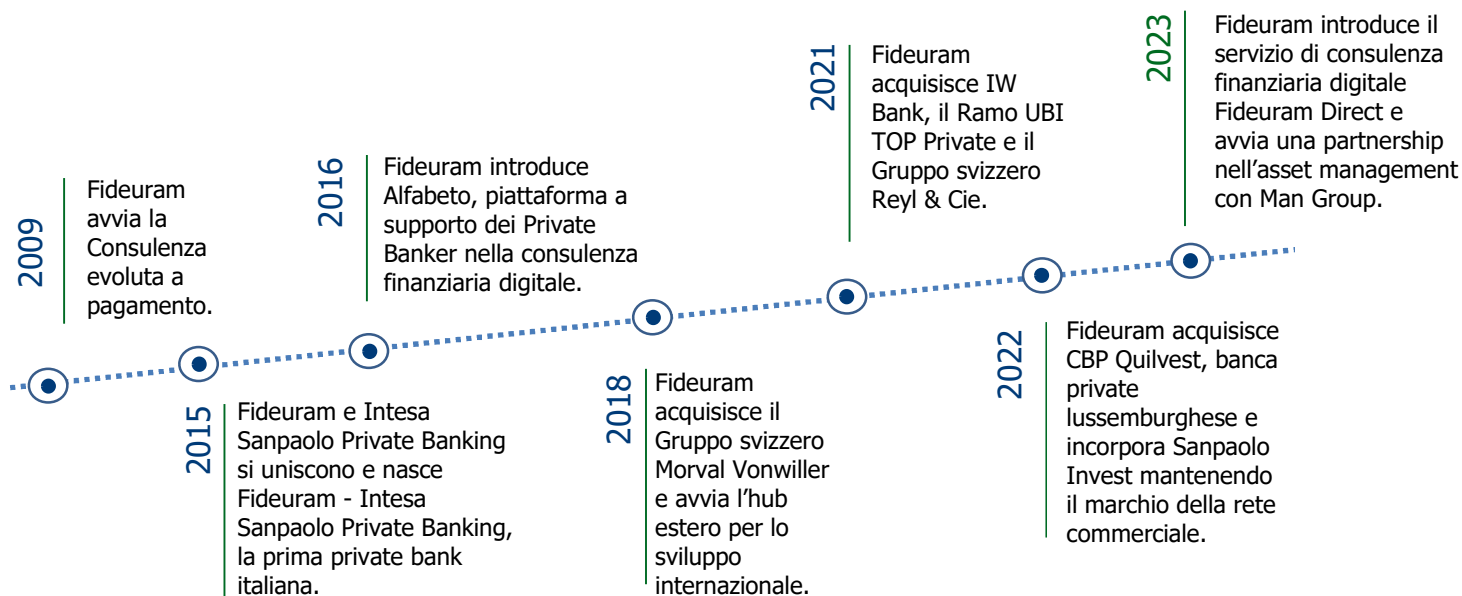 2009
Fideuram
avvia la
Consulenza
evoluta a
pagamento.
2015
Fideuram e Intesa
Sanpaolo Private Banking
si uniscono e nasce
Fideuram - Intesa
Sanpaolo Private Banking,
la prima private bank
italiana.
2016
Fideuram introduce
Alfabeto, piattaforma a
supporto dei Private
Banker nella consulenza
finanziaria digitale.
2018
Fideuram
acquisisce il
Gruppo svizzero
Morval Vonwiller
e avvia l’hub
estero per lo
sviluppo
internazionale.
2021
Fideuram
acquisisce IW
Bank, il Ramo UBI
TOP Private e il
Gruppo svizzero
Reyl & Cie.
2022
Fideuram acquisisce
CBP Quilvest, banca
private
lussemburghese e
incorpora Sanpaolo
Invest mantenendo
il marchio della rete
commerciale.
2023
Fideuram introduce il
servizio di consulenza
finanziaria digitale
Fideuram Direct e
avvia una partnership
nell’asset management
con Man Group.